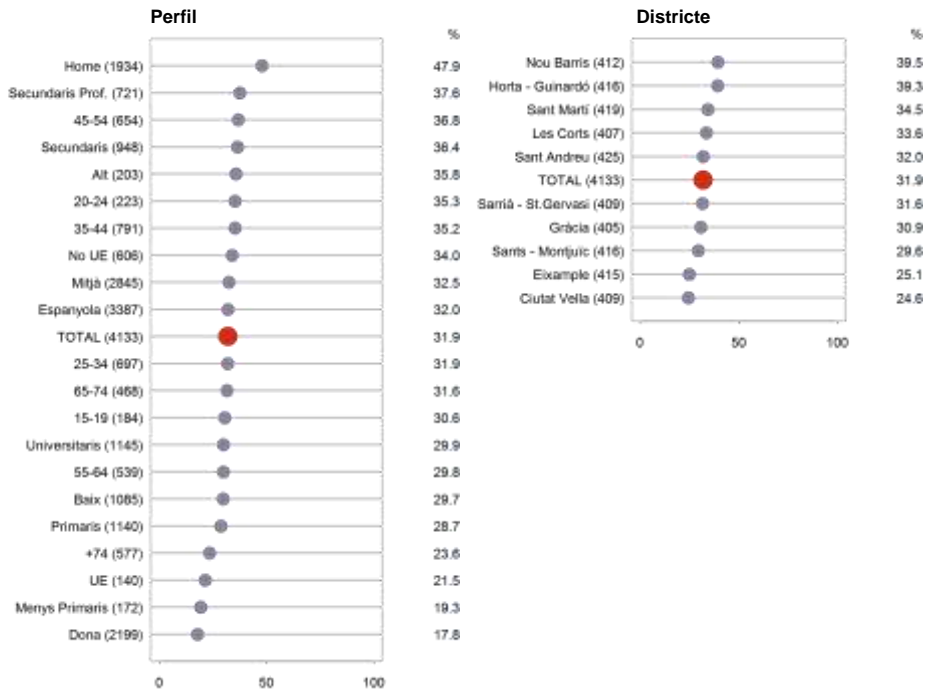 Perfil
%
Home (1934) 47.9
Secundaris Prof. (721) 37.6
45-54 (654) 36.8
Secundaris (948) 36.4
Alt (203) 35.8
20-24 (223) 35.3
35-44 (791) 35.2
No UE (606) 34.0
Mitjà (2845) 32.5
Espanyola (3387) 32.0
TOTAL (4133) 31.9
25-34 (697) 31.9
65-74 (468) 31.6
15-19 (184) 30.6
Universitaris (1145) 29.9
55-64 (539) 29.8
Baix (1085) 29.7
Primaris (1140) 28.7
+74 (577) 23.6
UE (140) 21.5
Menys Primaris (172) 19.3
Dona (2199) 17.8
0 50 100
Districte
%
Nou Barris (412) 39.5
Horta - Guinardó (416) 39.3
Sant Martí (419) 34.5
Les Corts (407) 33.6
Sant Andreu (425) 32.0
TOTAL (4133) 31.9
Sarrià - St.Gervasi (409) 31.6
Gràcia (405) 30.9
Sants - Montjuïc (416) 29.6
Eixample (415) 25.1
Ciutat Vella (409) 24.6
0 50 100